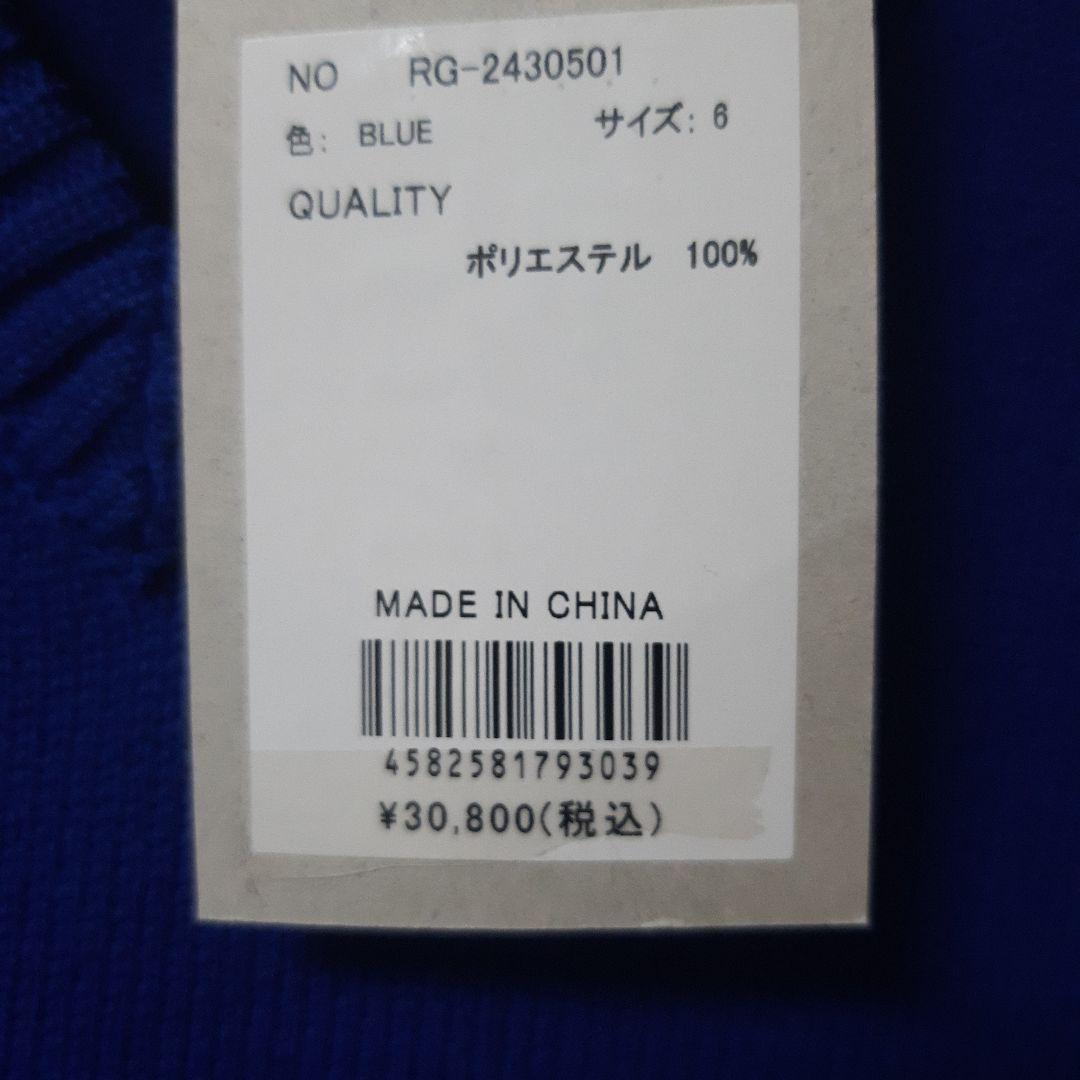 NO RG-2430501
色: BLUE サイズ: 6
QUALITY
ポリエステル 100%
MADE IN CHINA
4582581793039
¥30,800(税込)